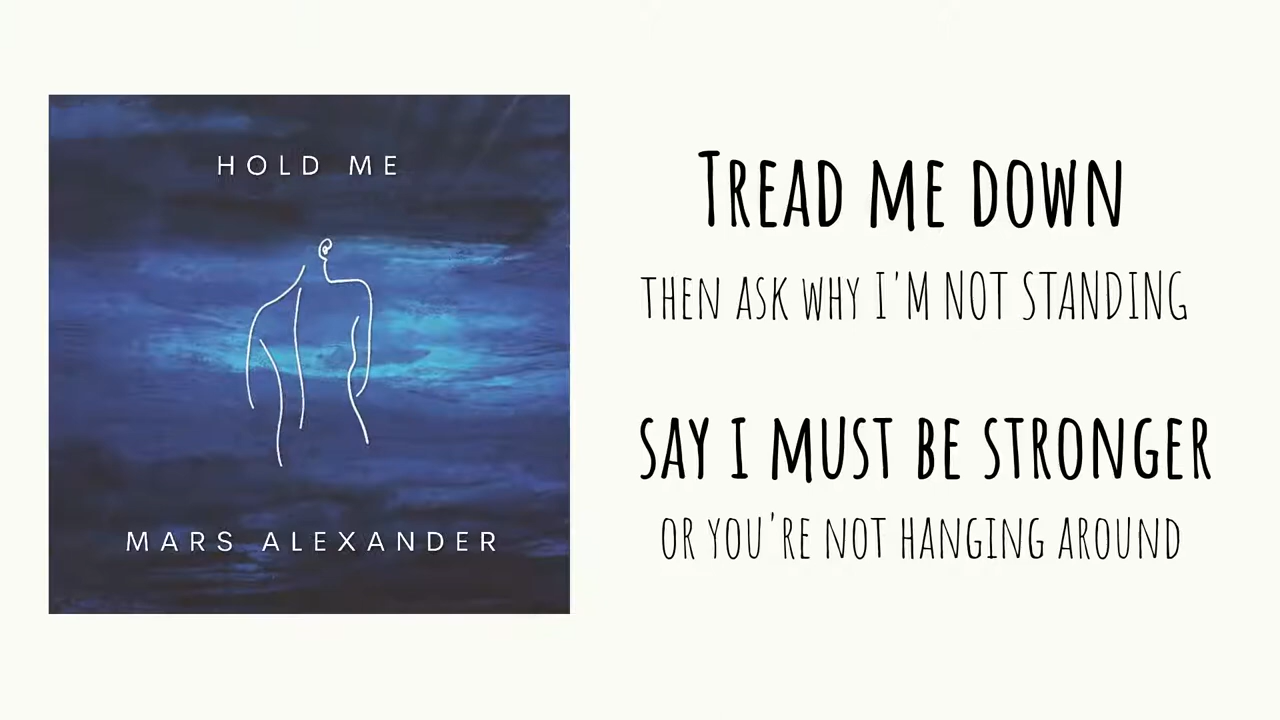 HOLD ME
MARS ALEXANDER
TREAD ME DOWN
THEN ASK WHY I'M NOT STANDING
SAY I MUST BE STRONGER
OR YOU'RE NOT HANGING AROUND